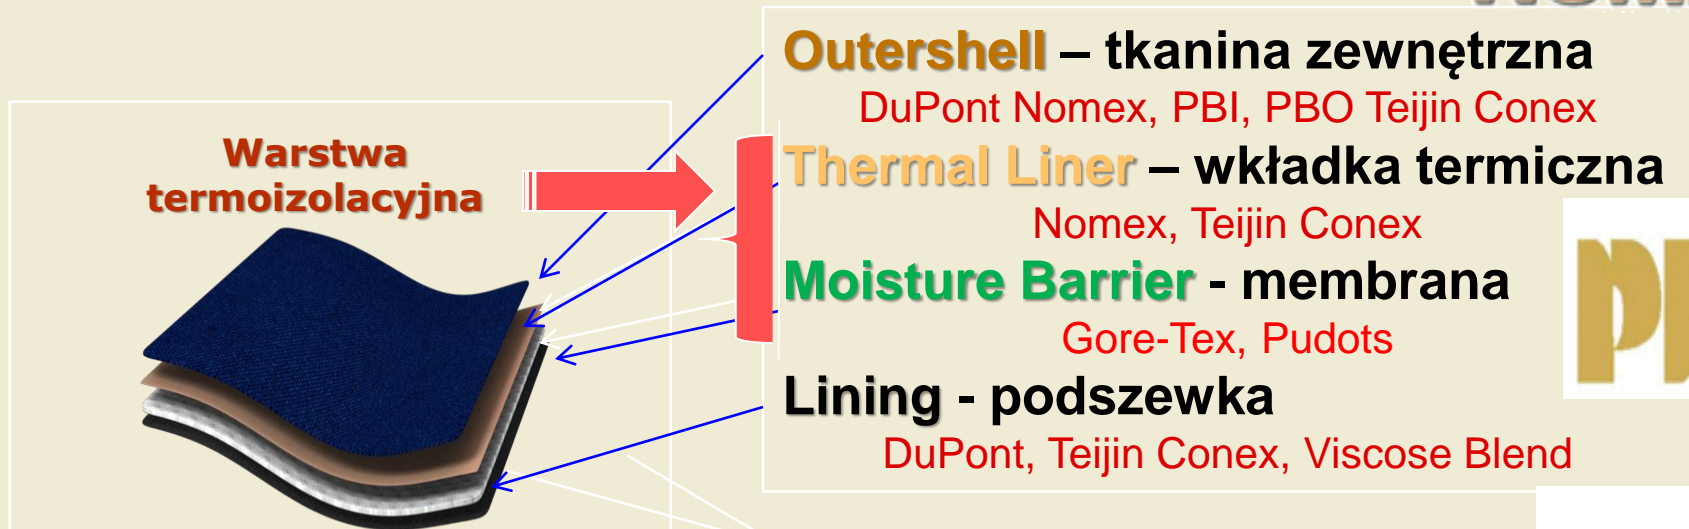 Outershell – tkanina zewnętrzna
DuPont Nomex, PBI, PBO Teijin Conex
Warstwa
termoizolacyjna
Thermal Liner – wkładka termiczna
Nomex, Teijin Conex
Moisture Barrier - membrana
Gore-Tex, Pudots
Lining - podszewka
DuPont, Teijin Conex, Viscose Blend